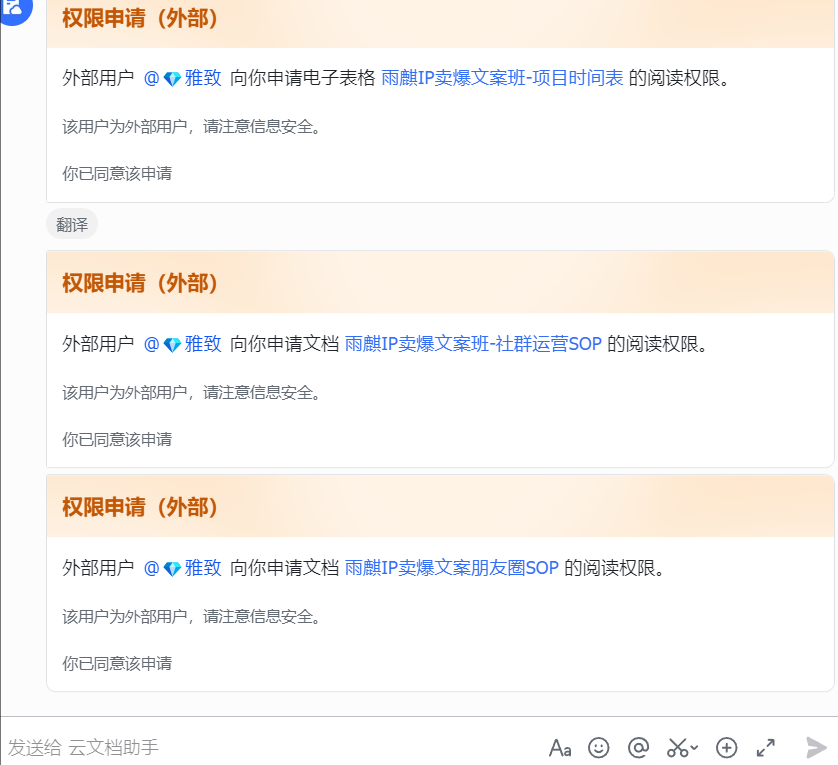 权限申请（外部）
外部用户 @💎雅致 向你申请电子表格 雨麒IP卖爆文案班-项目时间表 的阅读权限。
该用户为外部用户，请注意信息安全。
你已同意该申请
翻译
权限申请（外部）
外部用户 @💎雅致 向你申请文档 雨麒IP卖爆文案班-社群运营SOP 的阅读权限。
该用户为外部用户，请注意信息安全。
你已同意该申请
权限申请（外部）
外部用户 @💎雅致 向你申请文档 雨麒IP卖爆文案朋友圈SOP 的阅读权限。
该用户为外部用户，请注意信息安全。
你已同意该申请
发送给 云文档助手
Aa